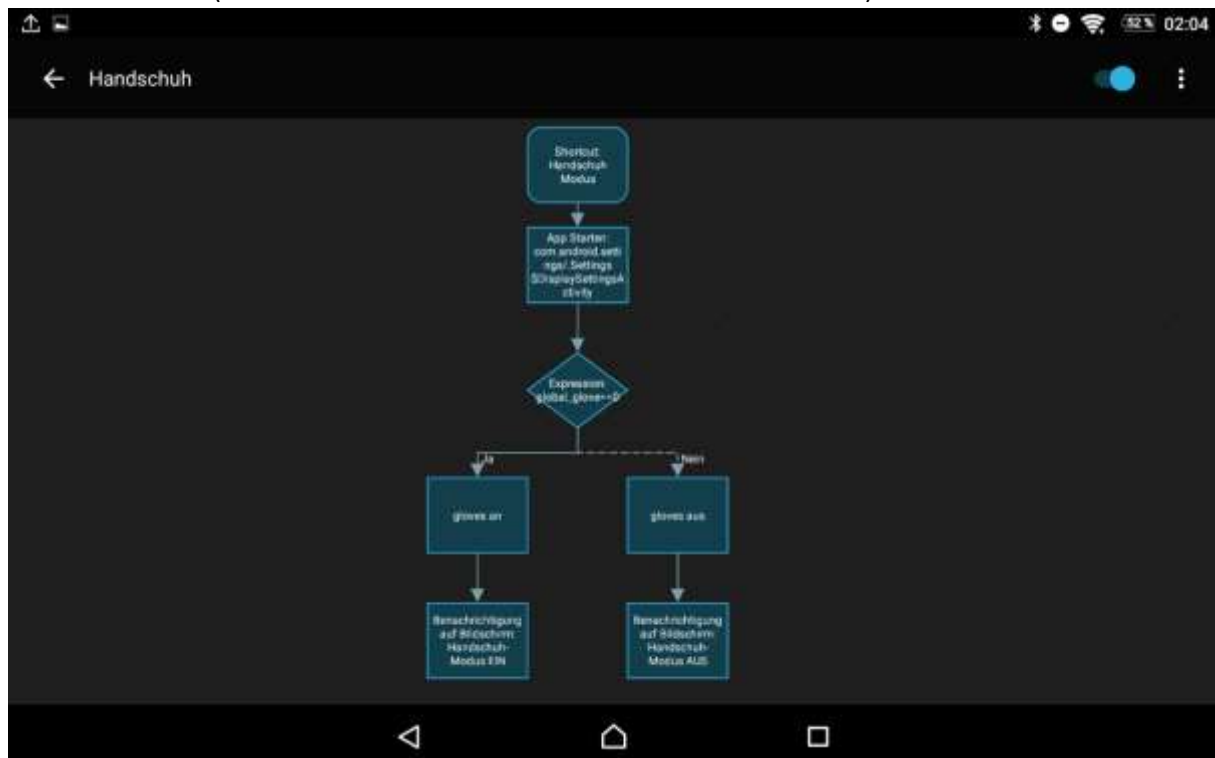 52 % 02:04
Handschuh
Shortcut:
Handschuh
Modus
App Starter:
com.android.setti
ngs/.Settings
$DisplaySettingsA
ctivity
Expression
global_glove==0
Ja
Nein
gloves an
gloves aus
Benachrichtigung
auf Bildschirm:
Handschuh-
Modus EIN
Benachrichtigung
auf Bildschirm:
Handschuh-
Modus AUS